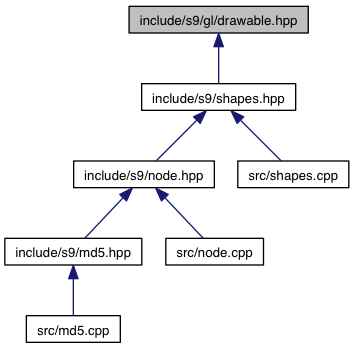 include/s9/gl/drawable.hpp
include/s9/shapes.hpp
include/s9/node.hpp
src/shapes.cpp
include/s9/md5.hpp
src/node.cpp
src/md5.cpp